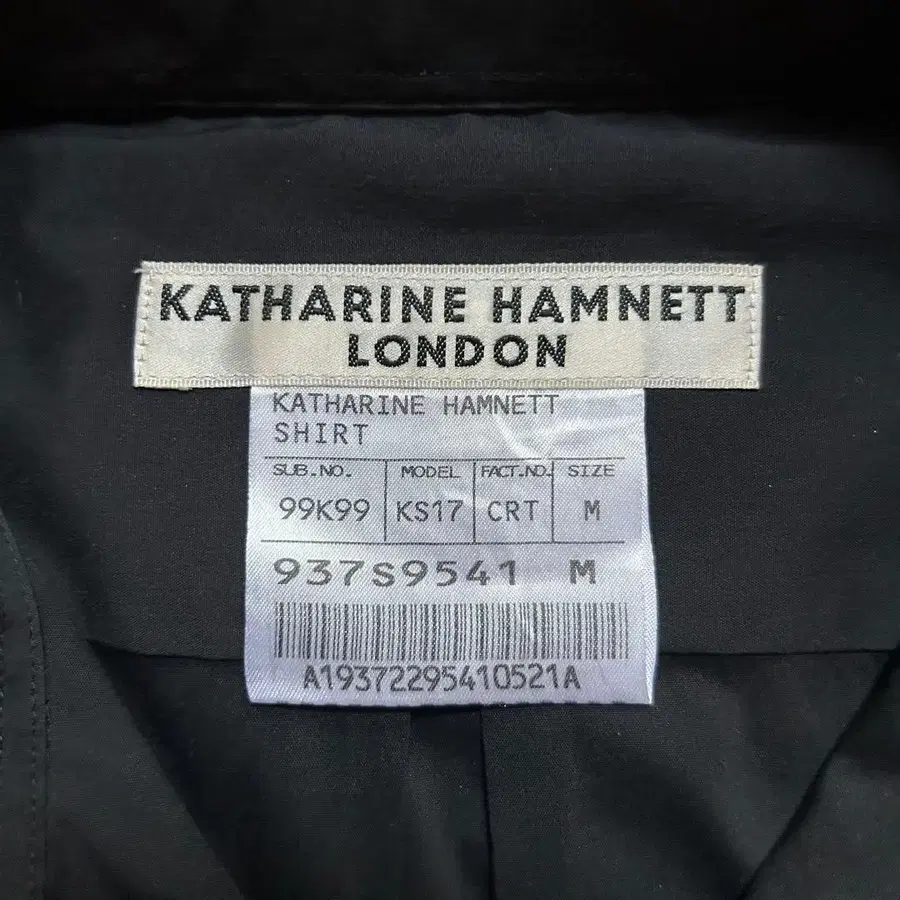 KATHARINE HAMNETT
LONDON
KATHARINE HAMNETT
SHIRT
SUB.NO. MODEL FACT.NO. SIZE
99K99 KS17 CRT M
937S9541 M
A19372295410521A